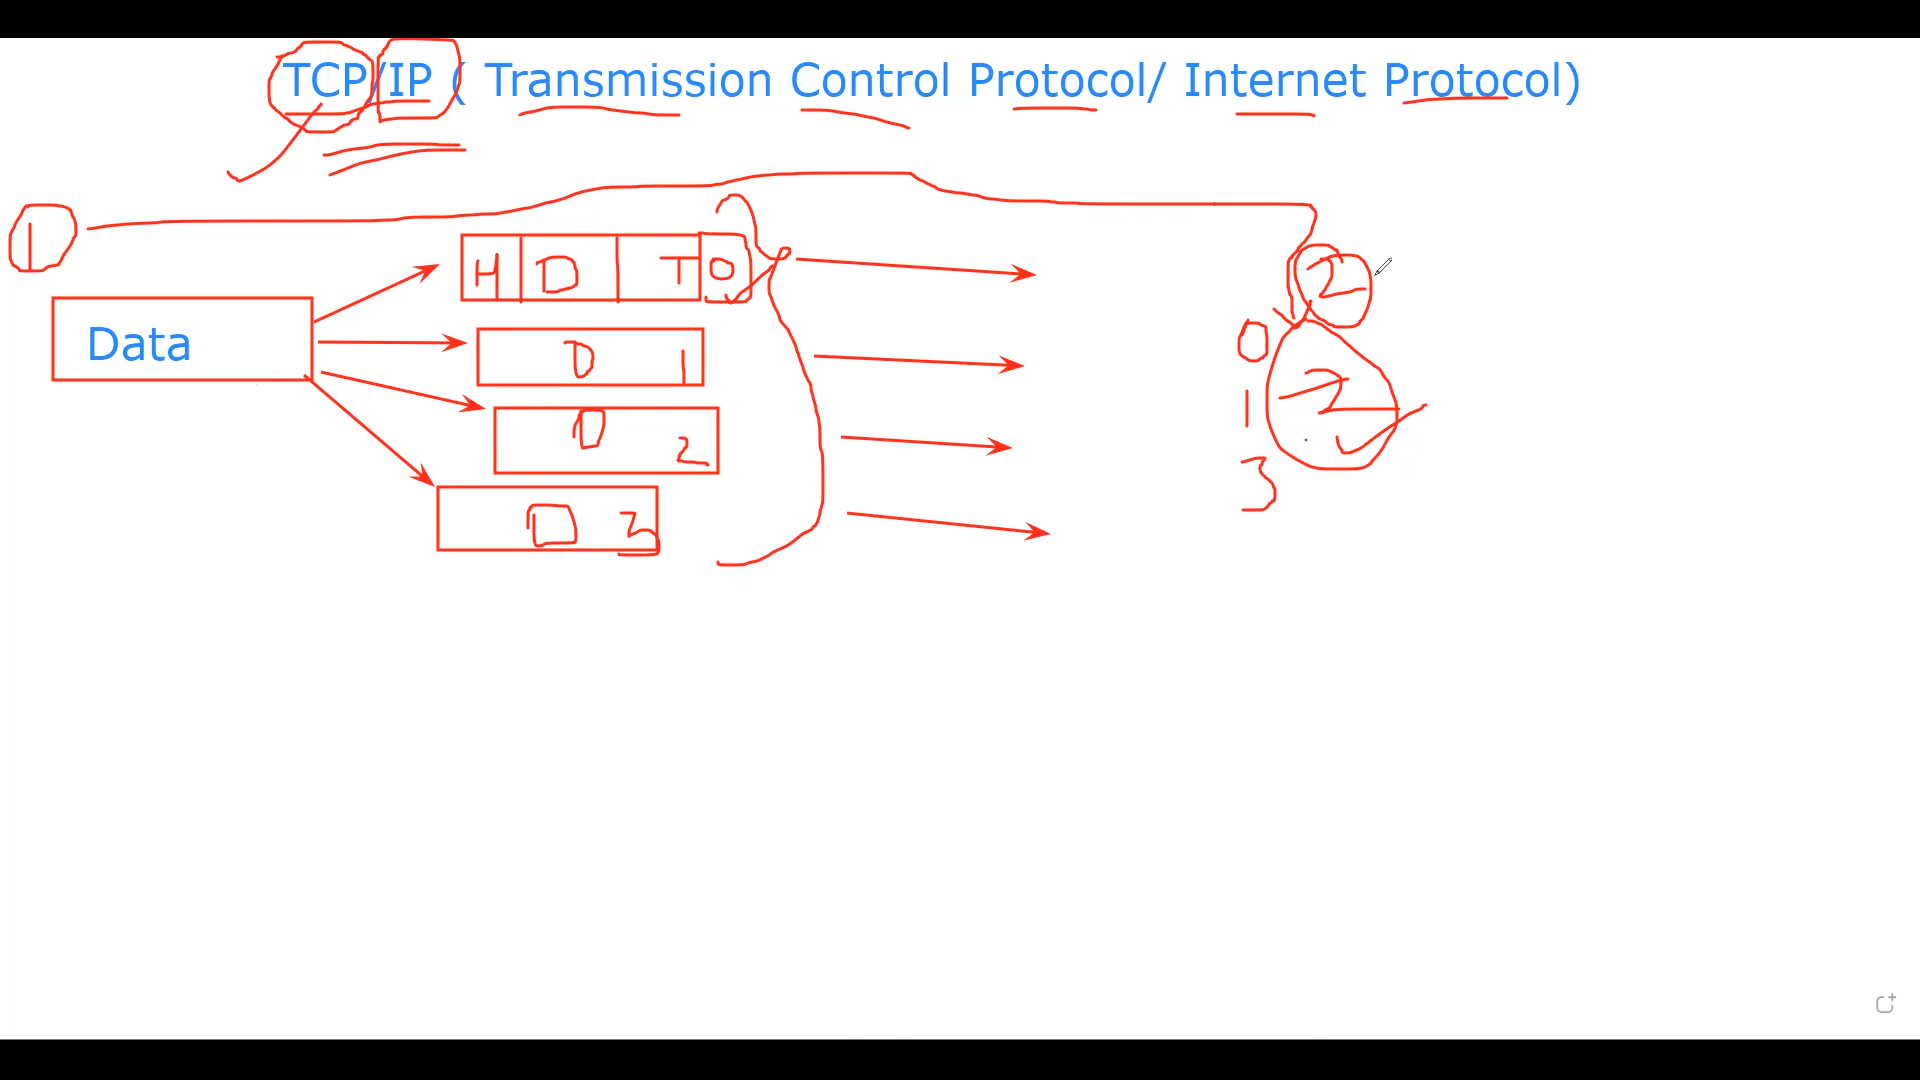 TCP/IP ( Transmission Control Protocol/ Internet Protocol)
1
H D T 0
2
Data
D 1
0
D 2
1 2
D 3
3